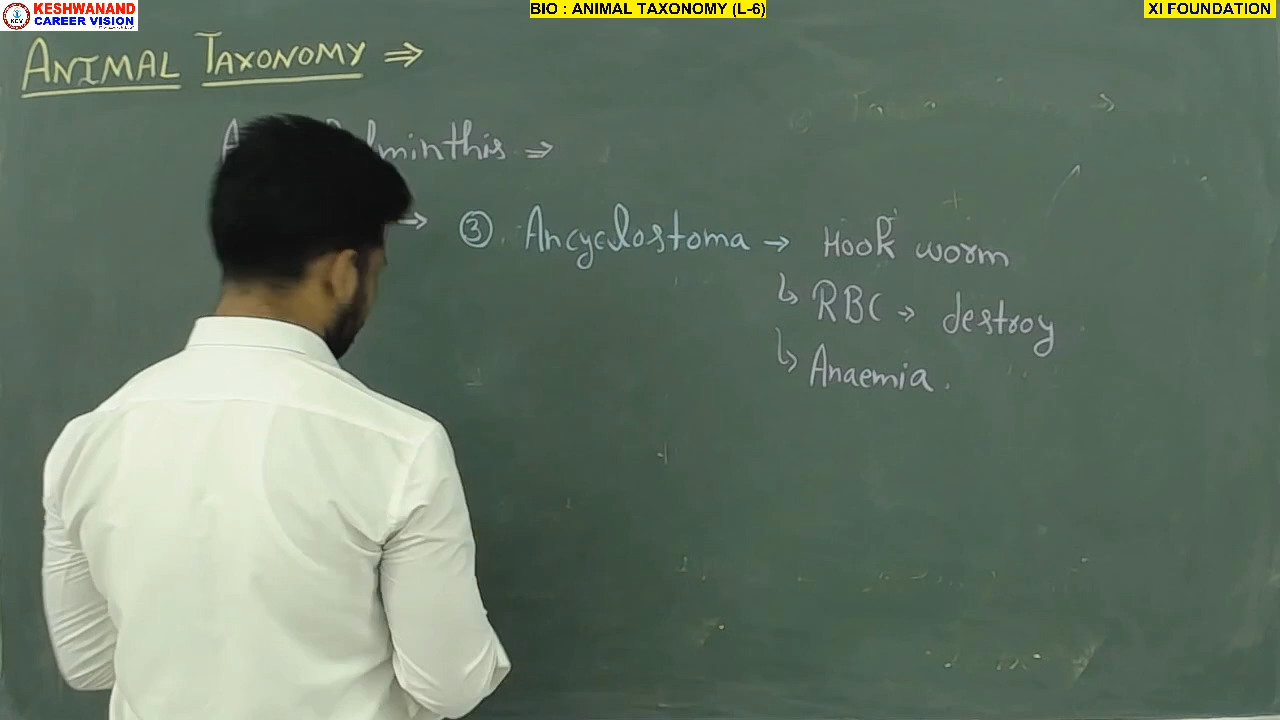 KESHWANAND
CAREER VISION
KCV
BIO : ANIMAL TAXONOMY (L-6)
XI FOUNDATION
ANIMAL TAXONOMY ⇒
lminthis ⇒
→ ③. Ancyclostoma → Hook worm
↳ RBC → destroy
↳ Anaemia.